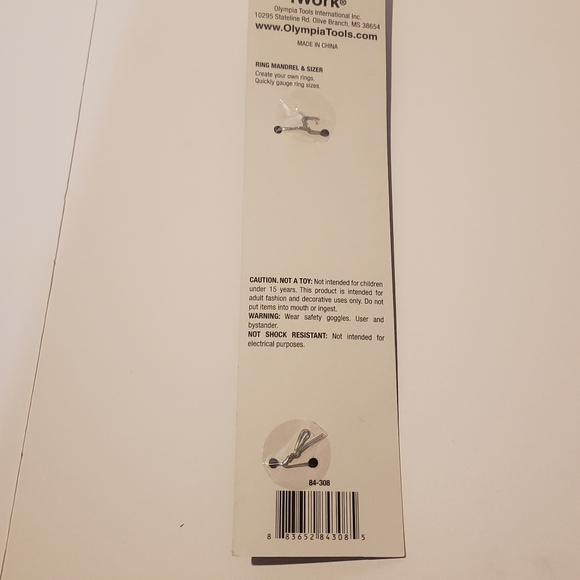 iWork®
Olympia Tools International Inc.
10295 Stateline Rd. Olive Branch, MS 38654
www.OlympiaTools.com
MADE IN CHINA
RING MANDREL & SIZER
Create your own rings.
Quickly gauge ring sizes.
CAUTION. NOT A TOY: Not intended for children
under 15 years. This product is intended for
adult fashion and decorative uses only. Do not
put items into mouth or ingest.
WARNING: Wear safety goggles. User and
bystander.
NOT SHOCK RESISTANT: Not intended for
electrical purposes.
84-308
8 83652 84308 5